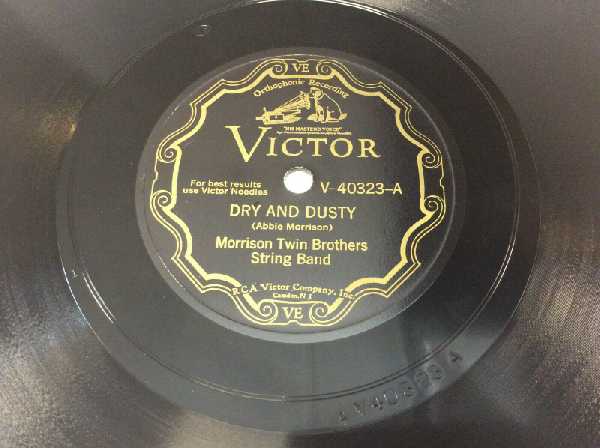 VE
Orthophonic Recording
"HIS MASTER'S VOICE"
VICTOR
For best results
use Victor Needles
V-40323-A
DRY AND DUSTY
(Abbie Morrison)
Morrison Twin Brothers
String Band
R.C.A Victor Company, Inc.
Camden, N.J.
VE
V40323 A